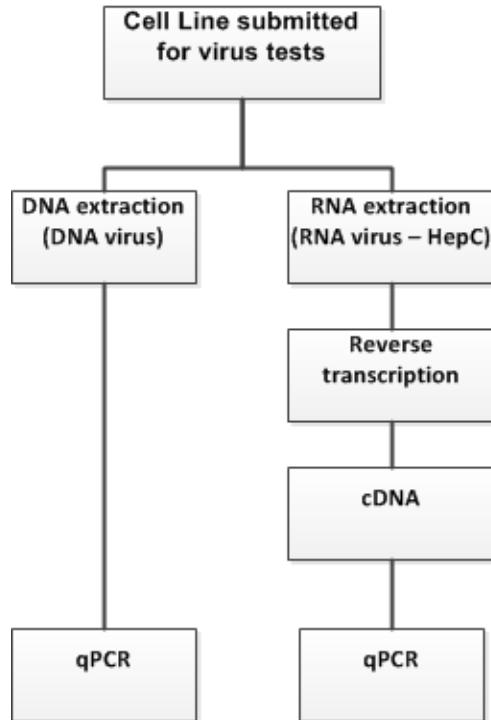 Cell Line submitted
for virus tests
DNA extraction
(DNA virus)
RNA extraction
(RNA virus – HepC)
Reverse
transcription
cDNA
qPCR
qPCR